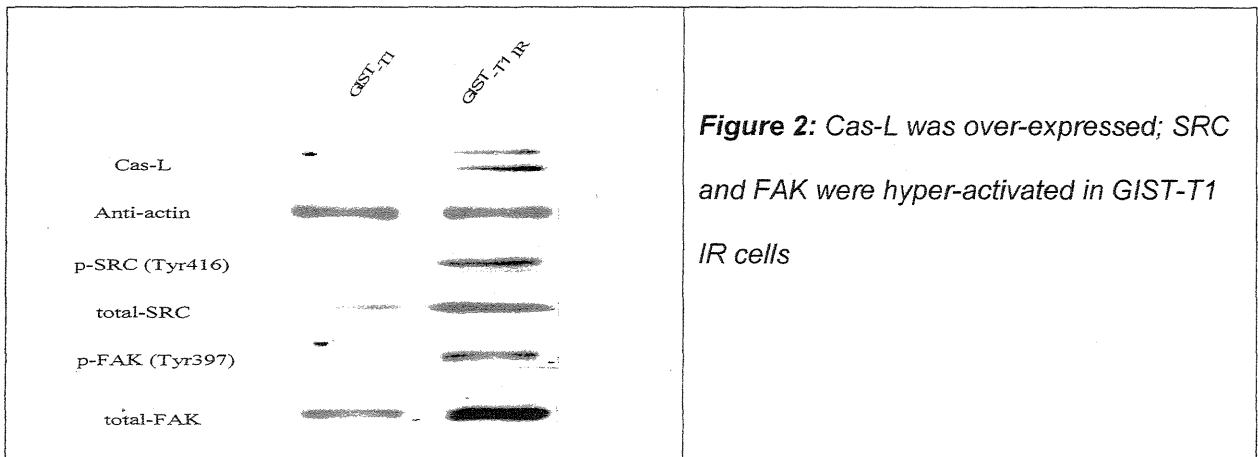 GIST-T1
GIST-T1 IR
Cas-L
Anti-actin
p-SRC (Tyr416)
total-SRC
p-FAK (Tyr397)
total-FAK
Figure 2: Cas-L was over-expressed; SRC
and FAK were hyper-activated in GIST-T1
IR cells